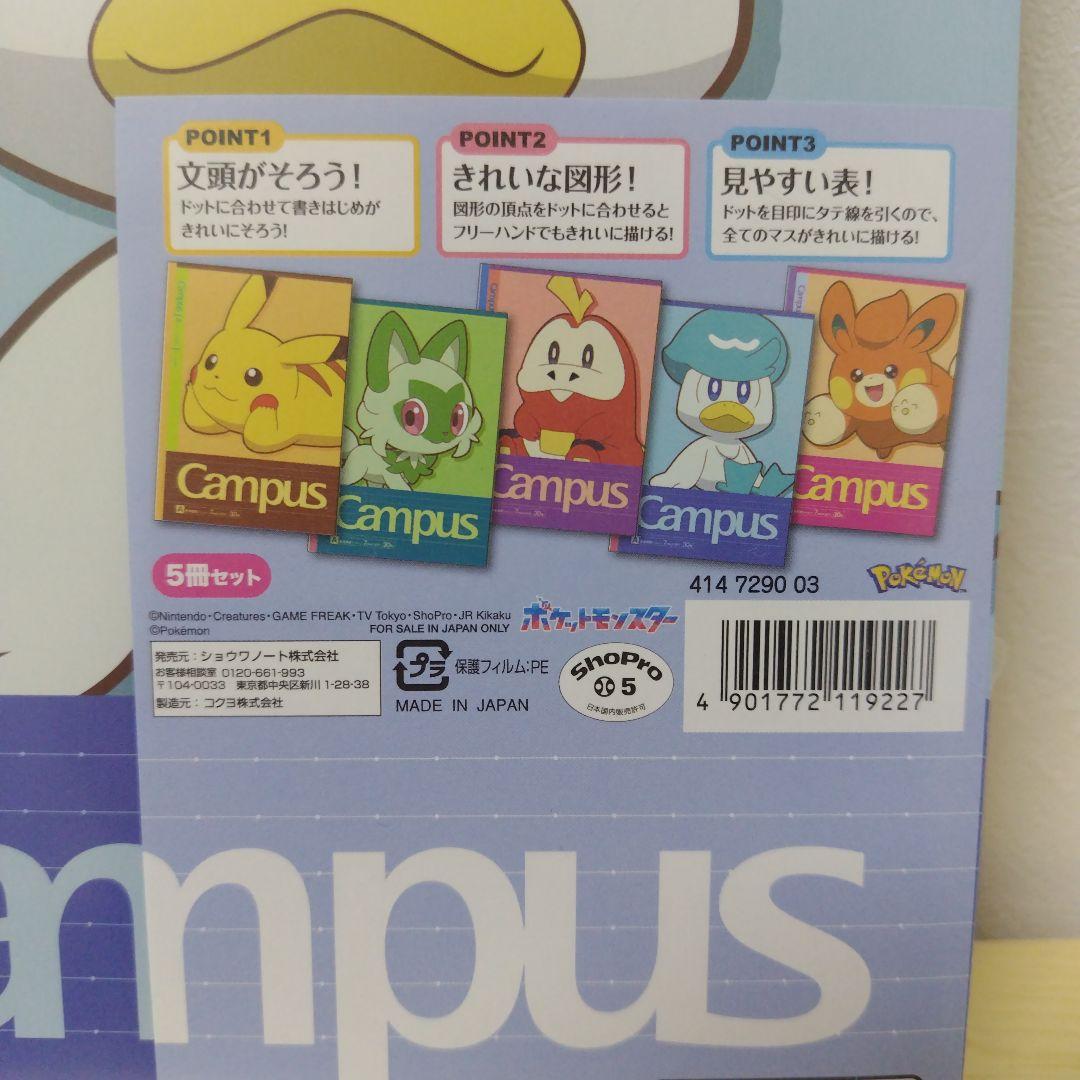 POINT1
文頭がそろう！
ドットに合わせて書きはじめが
きれいにそろう！
POINT2
きれいな図形！
図形の頂点をドットに合わせると
フリーハンドでもきれいに描ける！
POINT3
見やすい表！
ドットを目印にタテ線を引くので、
全てのマスがきれいに描ける！
Campus
Campus
Campus
Campus
Campus
5冊セット
414 7290 03
POKéMON
©Nintendo・Creatures・GAME FREAK・TV Tokyo・ShoPro・JR Kikaku
©Pokémon
FOR SALE IN JAPAN ONLY
ポケットモンスター
発売元：ショウワノート株式会社
お客様相談室 0120-661-993
〒104-0033 東京都中央区新川 1-28-38
製造元：コクヨ株式会社
プラ
保護フィルム：PE
MADE IN JAPAN
ShoPro
5
日本国内販売許可
4 901772 119227
ampus